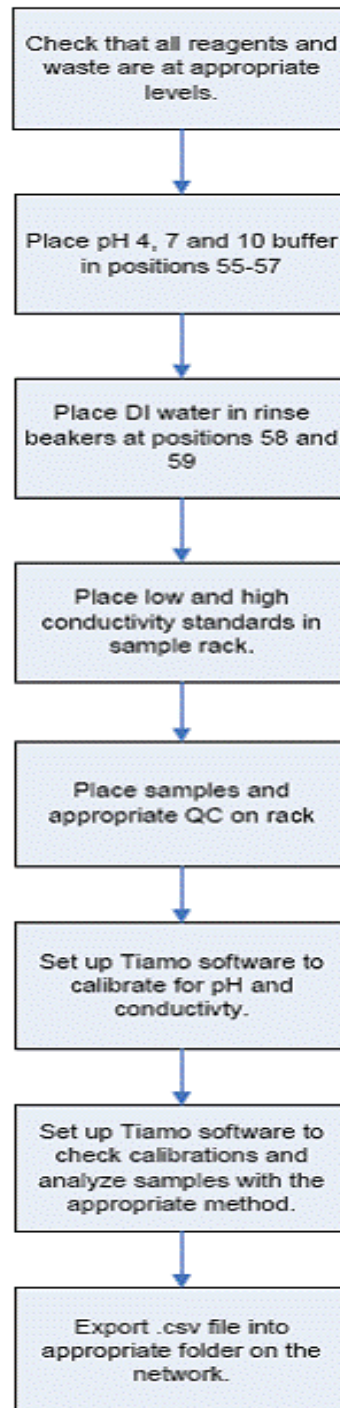 Check that all reagents and
waste are at appropriate
levels.
Place pH 4, 7 and 10 buffer
in positions 55-57
Place DI water in rinse
beakers at positions 58 and
59
Place low and high
conductivity standards in
sample rack.
Place samples and
appropriate QC on rack
Set up Tiamo software to
calibrate for pH and
conductivty.
Set up Tiamo software to
check calibrations and
analyze samples with the
appropriate method.
Export .csv file into
appropriate folder on the
network.